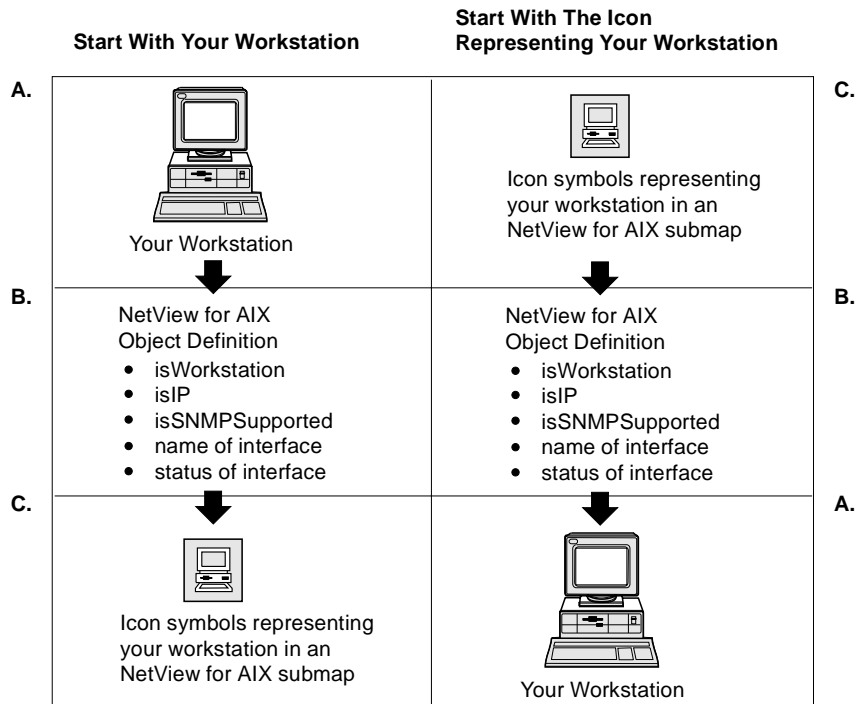 Start With Your Workstation
Start With The Icon
Representing Your Workstation
A.
Your Workstation
B.
NetView for AIX
Object Definition
• isWorkstation
• isIP
• isSNMPSupported
• name of interface
• status of interface
C.
Icon symbols representing
your workstation in an
NetView for AIX submap
C.
Icon symbols representing
your workstation in an
NetView for AIX submap
B.
NetView for AIX
Object Definition
• isWorkstation
• isIP
• isSNMPSupported
• name of interface
• status of interface
A.
Your Workstation